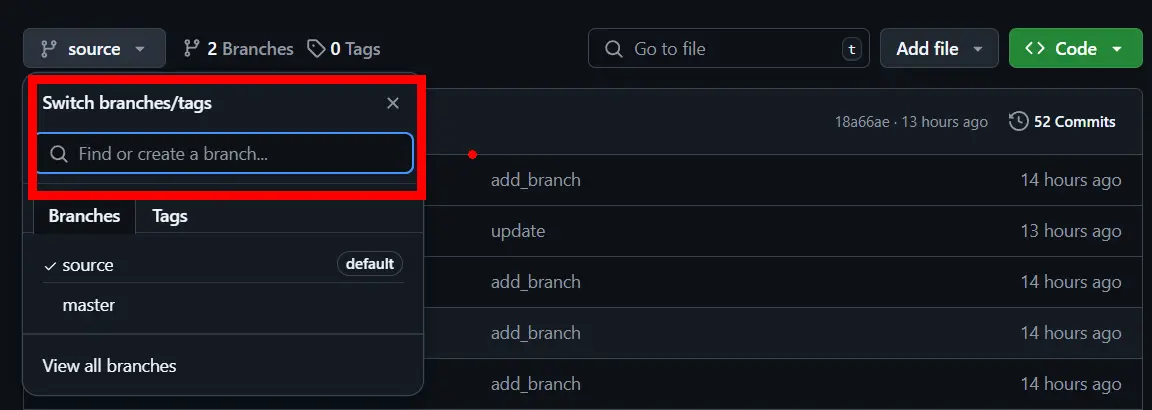 source 2 Branches 0 Tags Go to file t Add file Code
Switch branches/tags
18a66ae · 13 hours ago 52 Commits
Find or create a branch...
add_branch 14 hours ago
Branches Tags
update 13 hours ago
source default
add_branch 14 hours ago
master
add_branch 14 hours ago
View all branches
add_branch 14 hours ago